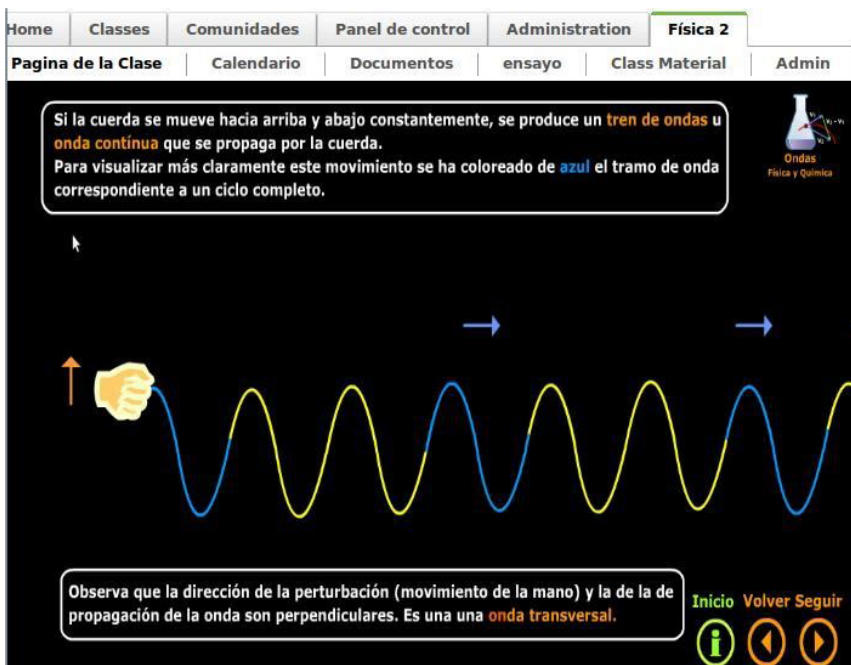 Home Classes Comunidades Panel de control Administration Física 2
Pagina de la Clase Calendario Documentos ensayo Class Material Admin
Si la cuerda se mueve hacia arriba y abajo constantemente, se produce un tren de ondas u
onda contínua que se propaga por la cuerda.
Para visualizar más claramente este movimiento se ha coloreado de azul el tramo de onda
correspondiente a un ciclo completo.
Ondas
Física y Química
Observa que la dirección de la perturbación (movimiento de la mano) y la de la de
propagación de la onda son perpendiculares. Es una una onda transversal.
Inicio Volver Seguir